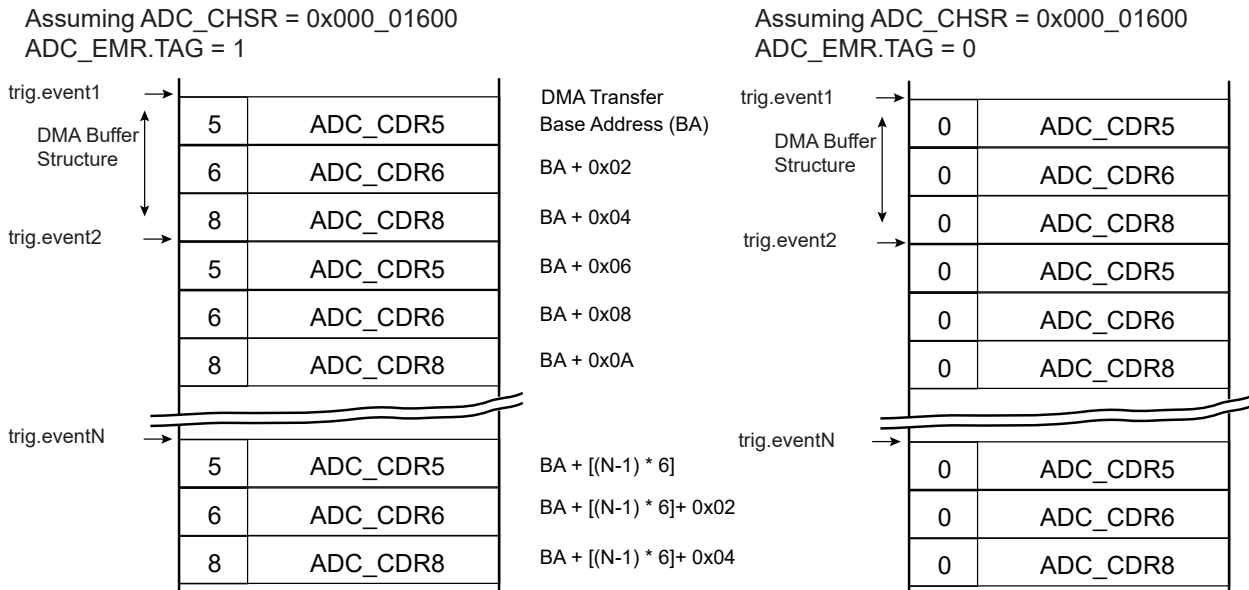 Assuming ADC_CHSR = 0x000_01600
ADC_EMR.TAG = 1
trig.event1
DMA Buffer
Structure
5 ADC_CDR5
6 ADC_CDR6
8 ADC_CDR8
trig.event2
5 ADC_CDR5
6 ADC_CDR6
8 ADC_CDR8
trig.eventN
5 ADC_CDR5
6 ADC_CDR6
8 ADC_CDR8
DMA Transfer
Base Address (BA)
BA + 0x02
BA + 0x04
BA + 0x06
BA + 0x08
BA + 0x0A
BA + [(N-1) * 6]
BA + [(N-1) * 6]+ 0x02
BA + [(N-1) * 6]+ 0x04
Assuming ADC_CHSR = 0x000_01600
ADC_EMR.TAG = 0
trig.event1
DMA Buffer
Structure
0 ADC_CDR5
0 ADC_CDR6
0 ADC_CDR8
trig.event2
0 ADC_CDR5
0 ADC_CDR6
0 ADC_CDR8
trig.eventN
0 ADC_CDR5
0 ADC_CDR6
0 ADC_CDR8